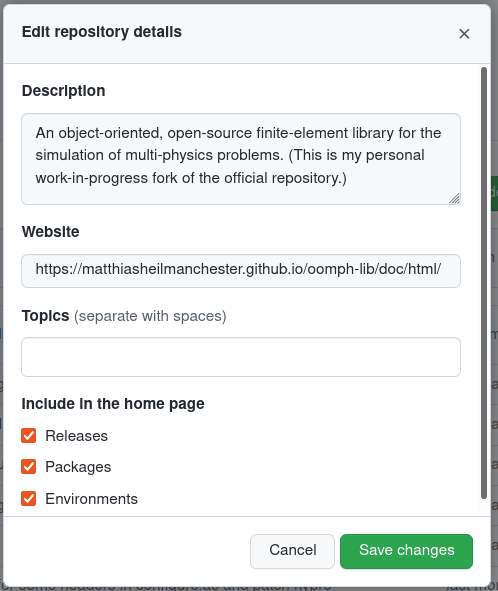 Edit repository details
Description
An object-oriented, open-source finite-element library for the
simulation of multi-physics problems. (This is my personal
work-in-progress fork of the official repository.)
Website
https://matthiasheilmanchester.github.io/oomph-lib/doc/html/
Topics (separate with spaces)
Include in the home page
Releases
Packages
Environments
Cancel
Save changes